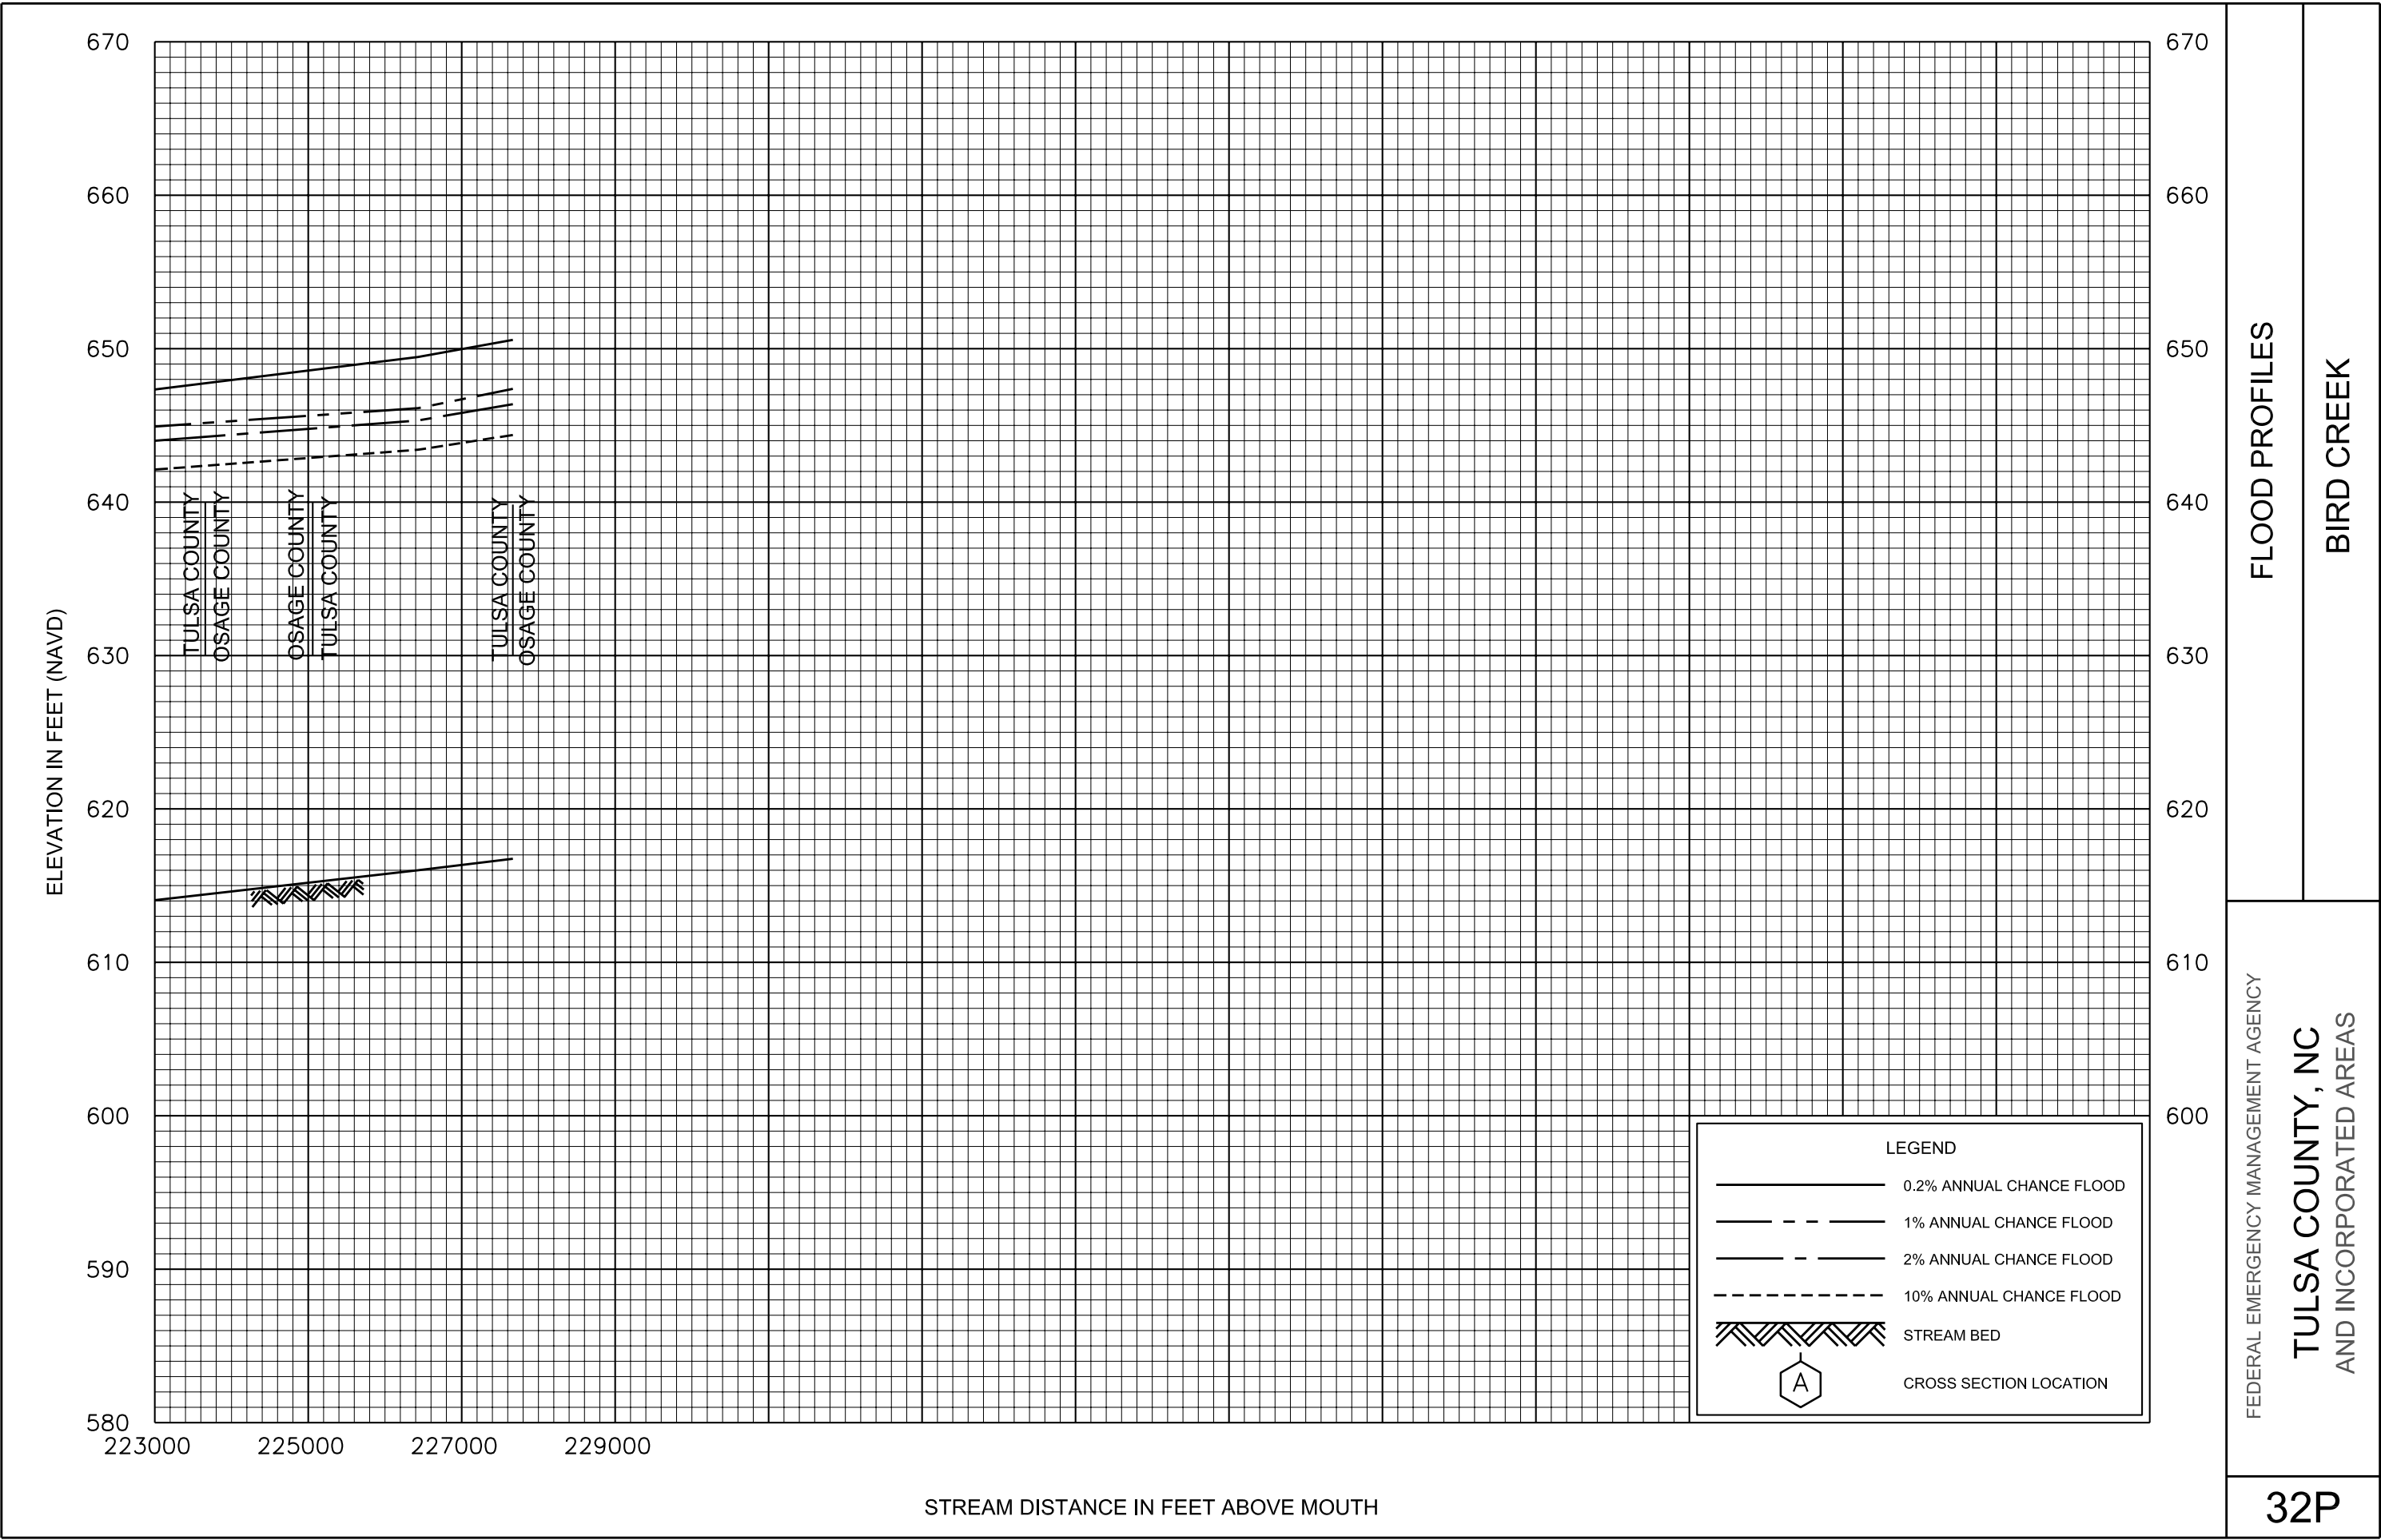 670
660
650
640
630
620
610
600
590
580
ELEVATION IN FEET (NAVD)
TULSA COUNTY
OSAGE COUNTY
OSAGE COUNTY
TULSA COUNTY
TULSA COUNTY
OSAGE COUNTY
670
660
650
640
630
620
610
600
223000
225000
227000
229000
STREAM DISTANCE IN FEET ABOVE MOUTH
LEGEND
0.2% ANNUAL CHANCE FLOOD
1% ANNUAL CHANCE FLOOD
2% ANNUAL CHANCE FLOOD
10% ANNUAL CHANCE FLOOD
STREAM BED
A
CROSS SECTION LOCATION
FLOOD PROFILES
BIRD CREEK
FEDERAL EMERGENCY MANAGEMENT AGENCY
TULSA COUNTY, NC
AND INCORPORATED AREAS
32P